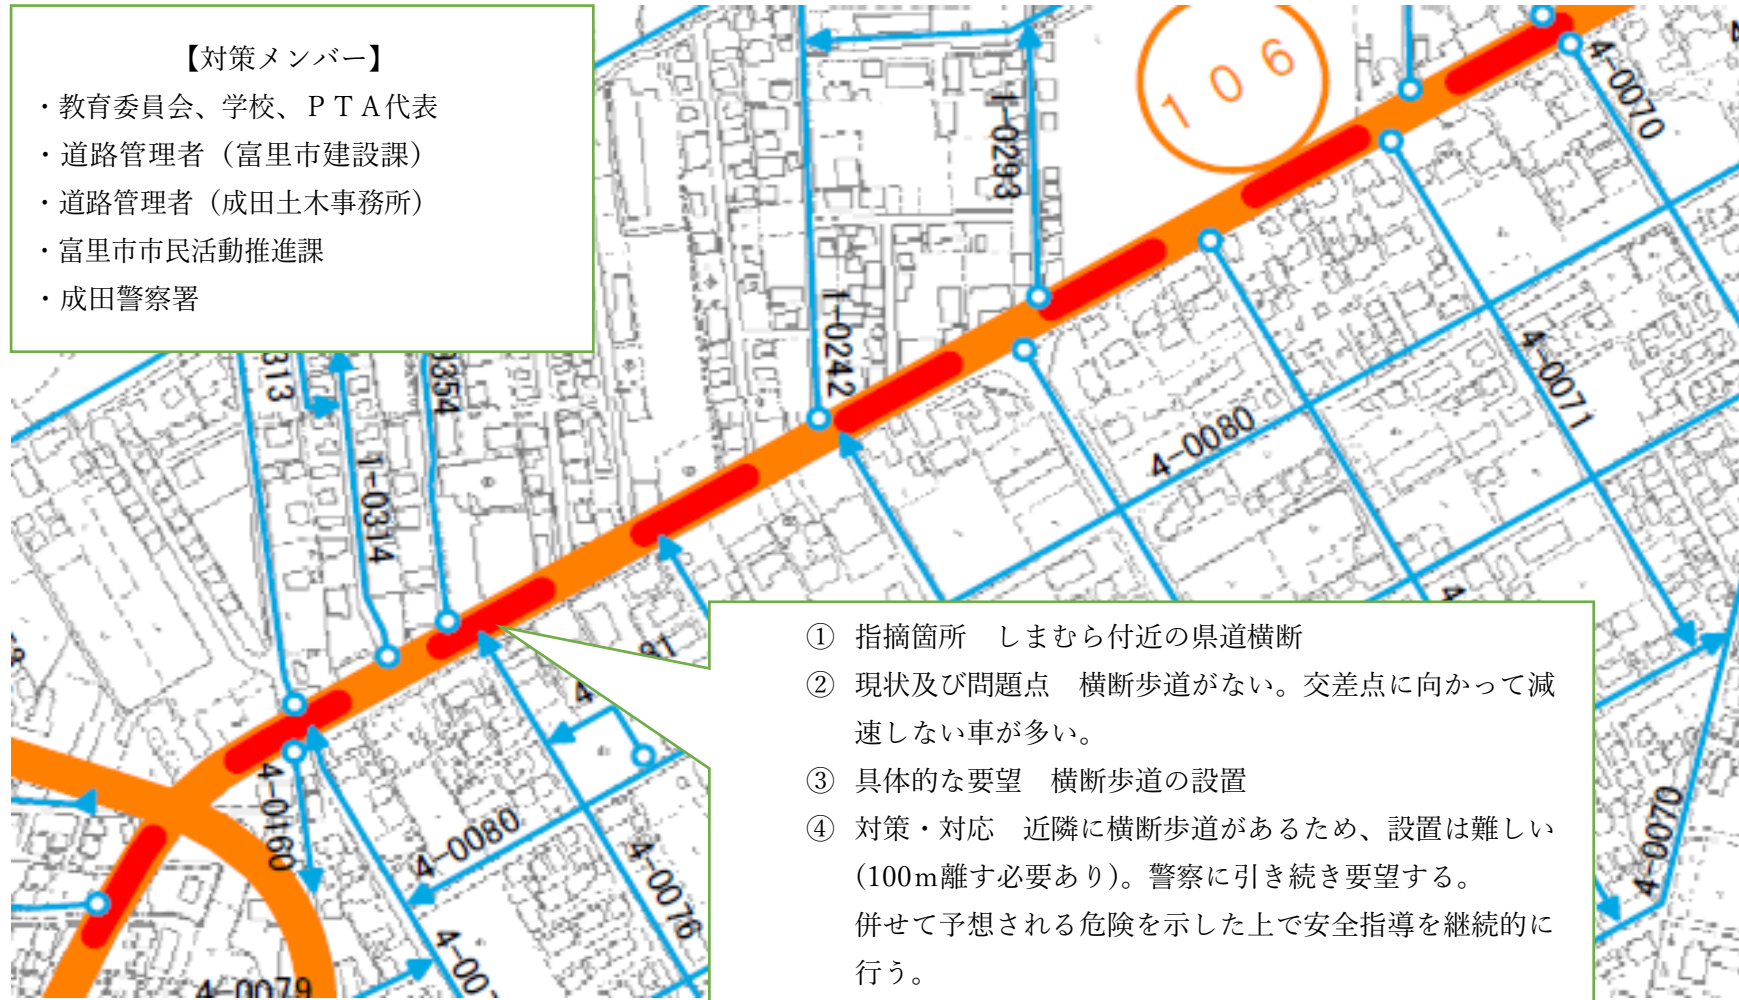 【対策メンバー】
・教育委員会、学校、ＰＴＡ代表
・道路管理者（富里市建設課）
・道路管理者（成田土木事務所）
・富里市市民活動推進課
・成田警察署
106
4-0070
1-0293
1-0242
313
0354
1-0314
4-0071
4-0080
① 指摘箇所　しまむら付近の県道横断
② 現状及び問題点　横断歩道がない。交差点に向かって減
速しない車が多い。
③ 具体的な要望　横断歩道の設置
④ 対策・対応　近隣に横断歩道があるため、設置は難しい
(100ｍ離す必要あり)。警察に引き続き要望する。
併せて予想される危険を示した上で安全指導を継続的に
行う。
4-0160
4-0080
4-0076
4-0070
4-007
4-0079